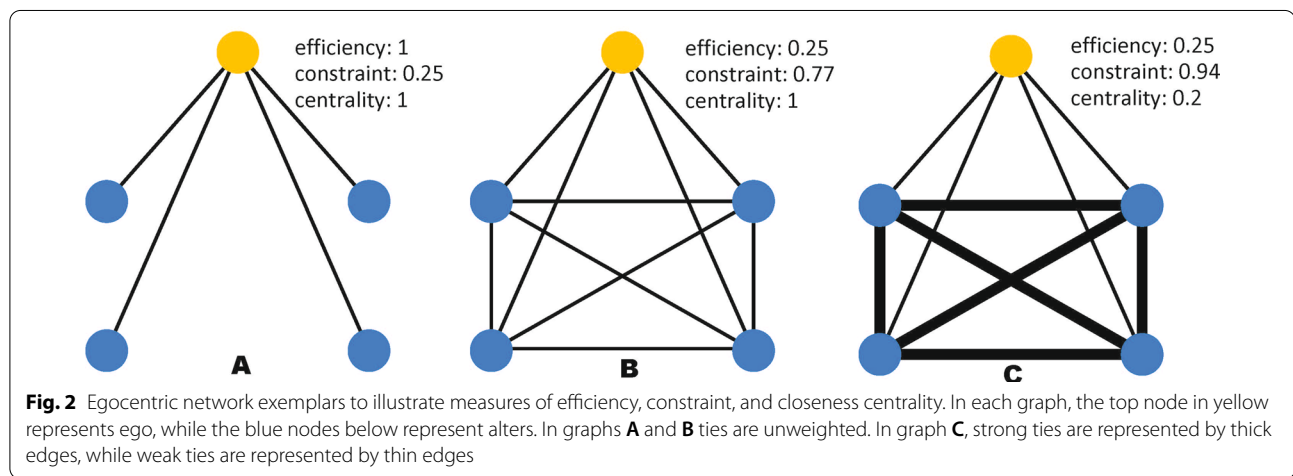 efficiency: 1
constraint: 0.25
centrality: 1
efficiency: 0.25
constraint: 0.77
centrality: 1
efficiency: 0.25
constraint: 0.94
centrality: 0.2
A
B
C
Fig. 2 Egocentric network exemplars to illustrate measures of efficiency, constraint, and closeness centrality. In each graph, the top node in yellow
represents ego, while the blue nodes below represent alters. In graphs A and B ties are unweighted. In graph C, strong ties are represented by thick
edges, while weak ties are represented by thin edges